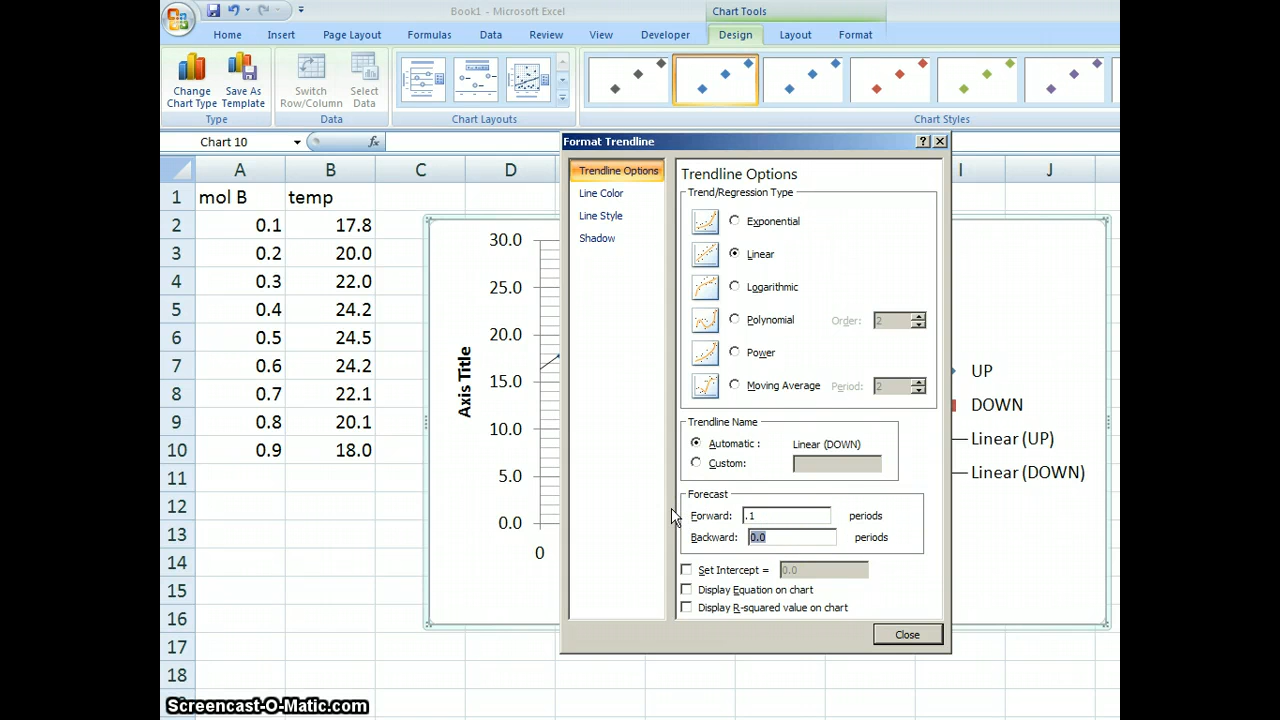 Book1 - Microsoft Excel
Chart Tools
Home Insert Page Layout Formulas Data Review View Developer Design Layout Format
Change Chart Type
Save As Template
Switch Row/Column
Select Data
Type Data Chart Layouts Chart Styles
Chart 10 fx
A B C D I J
1 mol B temp
2 0.1 17.8
3 0.2 20.0
4 0.3 22.0
5 0.4 24.2
6 0.5 24.5
7 0.6 24.2
8 0.7 22.1
9 0.8 20.1
10 0.9 18.0
11
12
13
14
15
16
17
18
30.0
25.0
20.0
15.0
10.0
5.0
0.0
0
Axis Title
UP
DOWN
Linear (UP)
Linear (DOWN)
Format Trendline
Trendline Options
Line Color
Line Style
Shadow
Trendline Options
Trend/Regression Type
Exponential
Linear
Logarithmic
Polynomial Order: 2
Power
Moving Average Period: 2
Trendline Name
Automatic : Linear (DOWN)
Custom:
Forecast
Forward: .1 periods
Backward: 0.0 periods
Set Intercept = 0.0
Display Equation on chart
Display R-squared value on chart
Close
Screencast-O-Matic.com